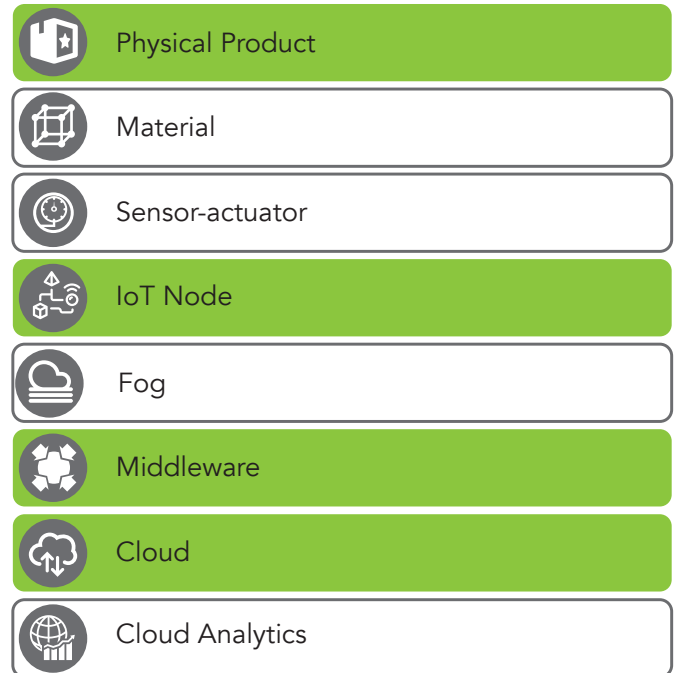 Physical Product
Material
Sensor-actuator
IoT Node
Fog
Middleware
Cloud
Cloud Analytics